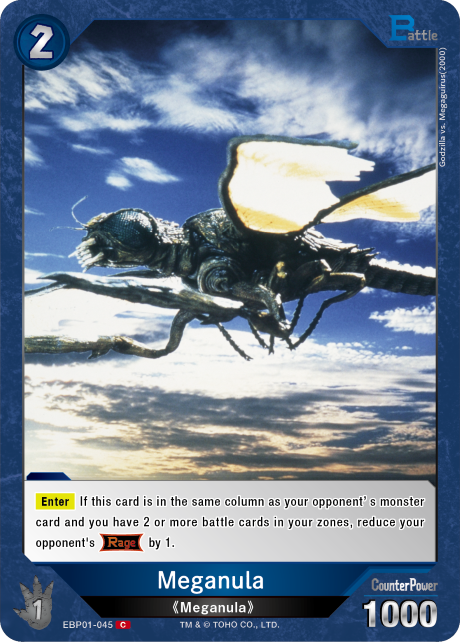 2
Battle
Godzilla vs. Megaguirus(2000)
Enter If this card is in the same column as your opponent's monster
card and you have 2 or more battle cards in your zones, reduce your
opponent's Rage by 1.
Meganula
CounterPower
1
《Meganula》
1000
EBP01-045 C
TM & © TOHO CO., LTD.